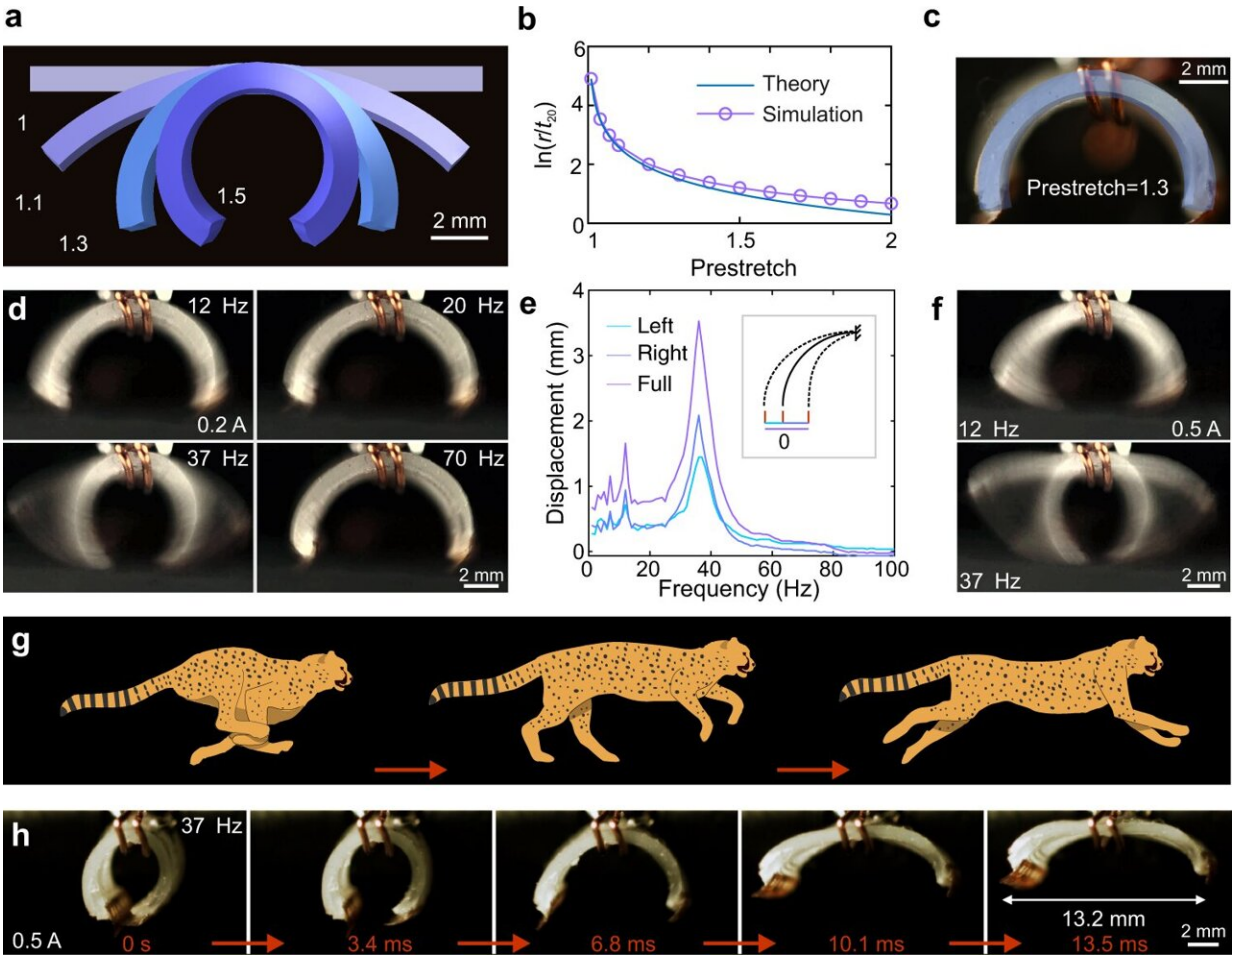 a
1
1.1
1.3
1.5
2 mm
b
6
4
2
0
ln(r/t₂₀)
Theory
Simulation
1
1.5
2
Prestretch
c
2 mm
Prestretch=1.3
d
12 Hz
0.2 A
20 Hz
37 Hz
70 Hz
2 mm
e
4
3
2
1
0
Displacement (mm)
Left
Right
Full
0
0
20
40
60
80
100
Frequency (Hz)
f
12 Hz
0.5 A
37 Hz
2 mm
g
h
37 Hz
0.5 A
0 s
3.4 ms
6.8 ms
10.1 ms
13.2 mm
13.5 ms
2 mm